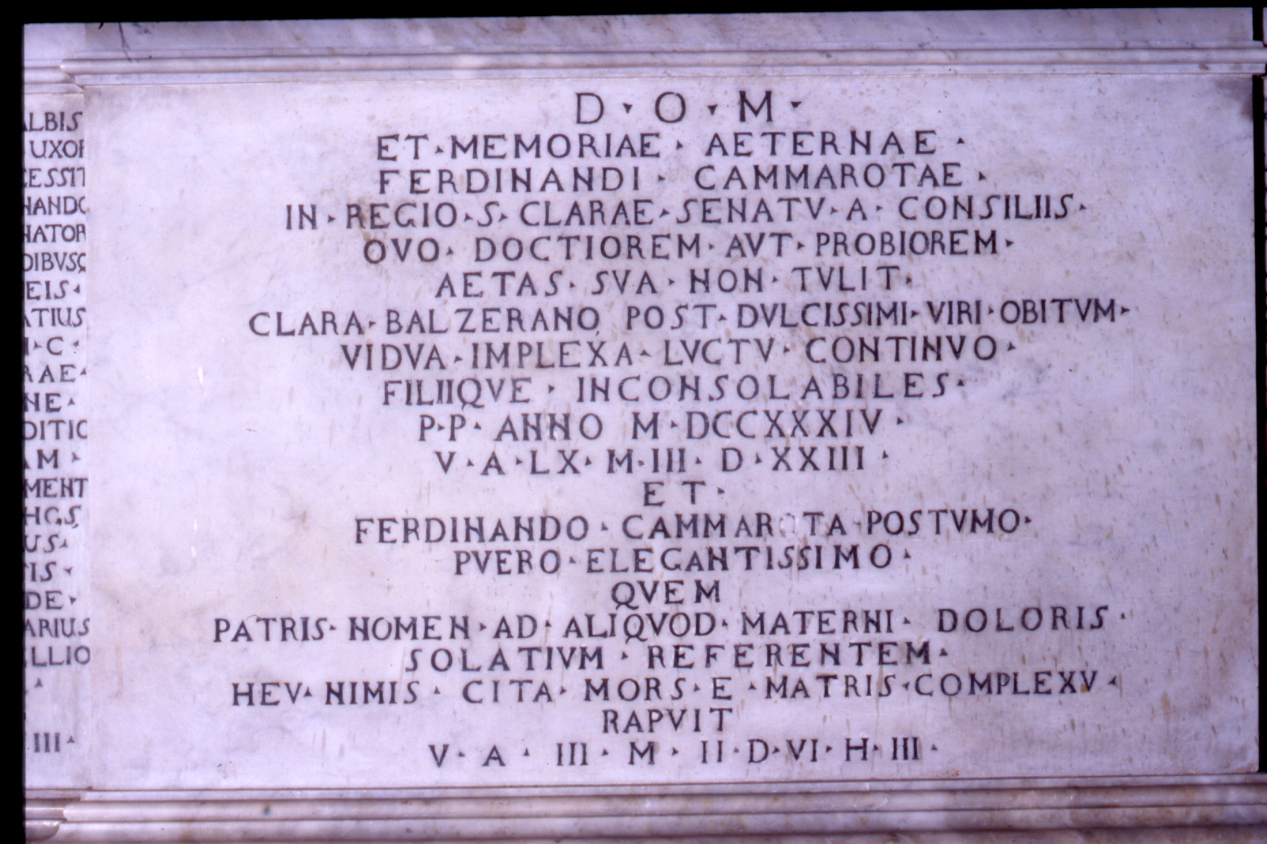 D · O · M ·
ET · MEMORIAE · AETERNAE ·
FERDINANDI · CAMMAROTAE ·
IN · REGIO · S · CLARAE · SENATV · A · CONSILIIS ·
QVO · DOCTIOREM · AVT · PROBIOREM ·
AETAS · SVA · NON · TVLIT ·
CLARA · BALZERANO POST · DVLCISSIMI · VIRI · OBITVM ·
VIDVA · IMPLEXA · LVCTV · CONTINVO ·
FILIIQVE · INCONSOLABILES ·
P · P · ANNO M · DCCXXXIV ·
V · A · LX · M · III · D · XXIII ·
ET ·
FERDINANDO · CAMMAROTA · POSTVMO ·
PVERO · ELEGANTISSIMO ·
QVEM
PATRIS · NOMEN · AD · ALIQVOD · MATERNI · DOLORIS ·
SOLATIVM · REFERENTEM ·
HEV · NIMIS · CITA · MORS · E · MATRIS · COMPLEXV ·
RAPVIT
V · A · III · M · II · D · VI · H · III ·